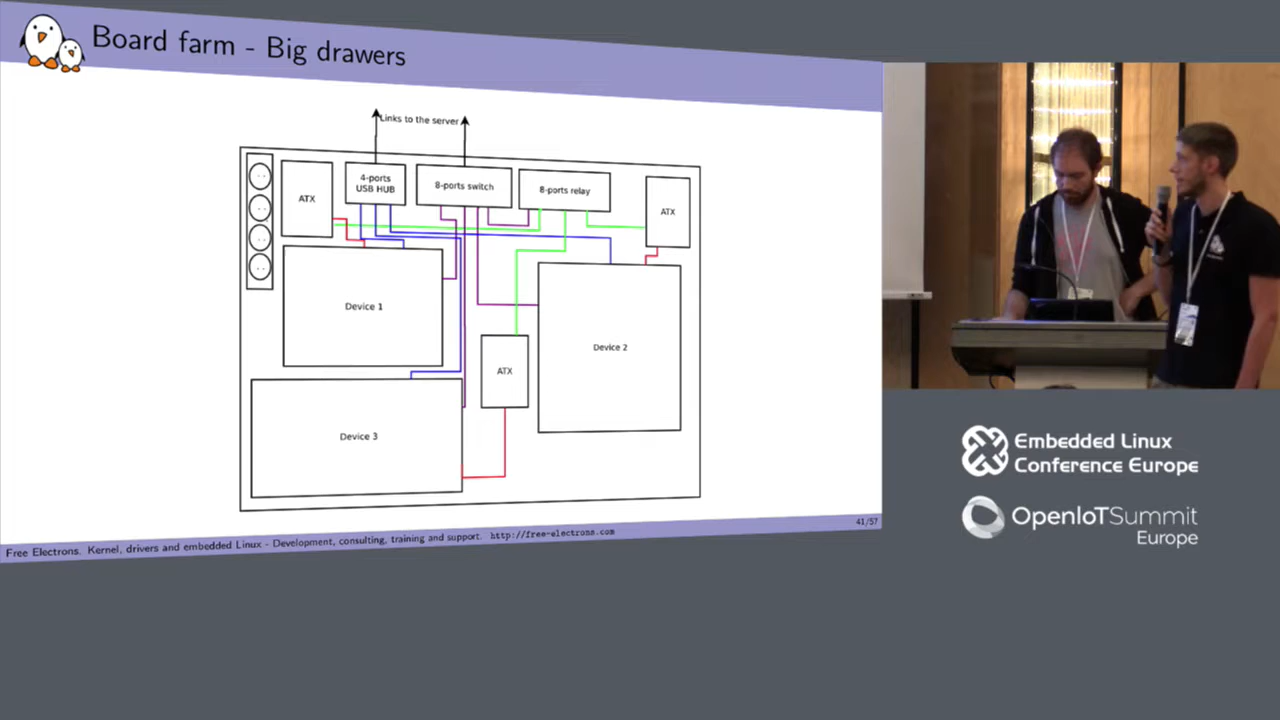 Board farm - Big drawers
Links to the server
4-ports
USB HUB
8-ports switch
8-ports relay
ATX
ATX
Device 1
Device 2
ATX
Device 3
41/57
Free Electrons. Kernel, drivers and embedded Linux - Development, consulting, training and support. http://free-electrons.com
Embedded Linux
Conference Europe
OpenIoTSummit
Europe